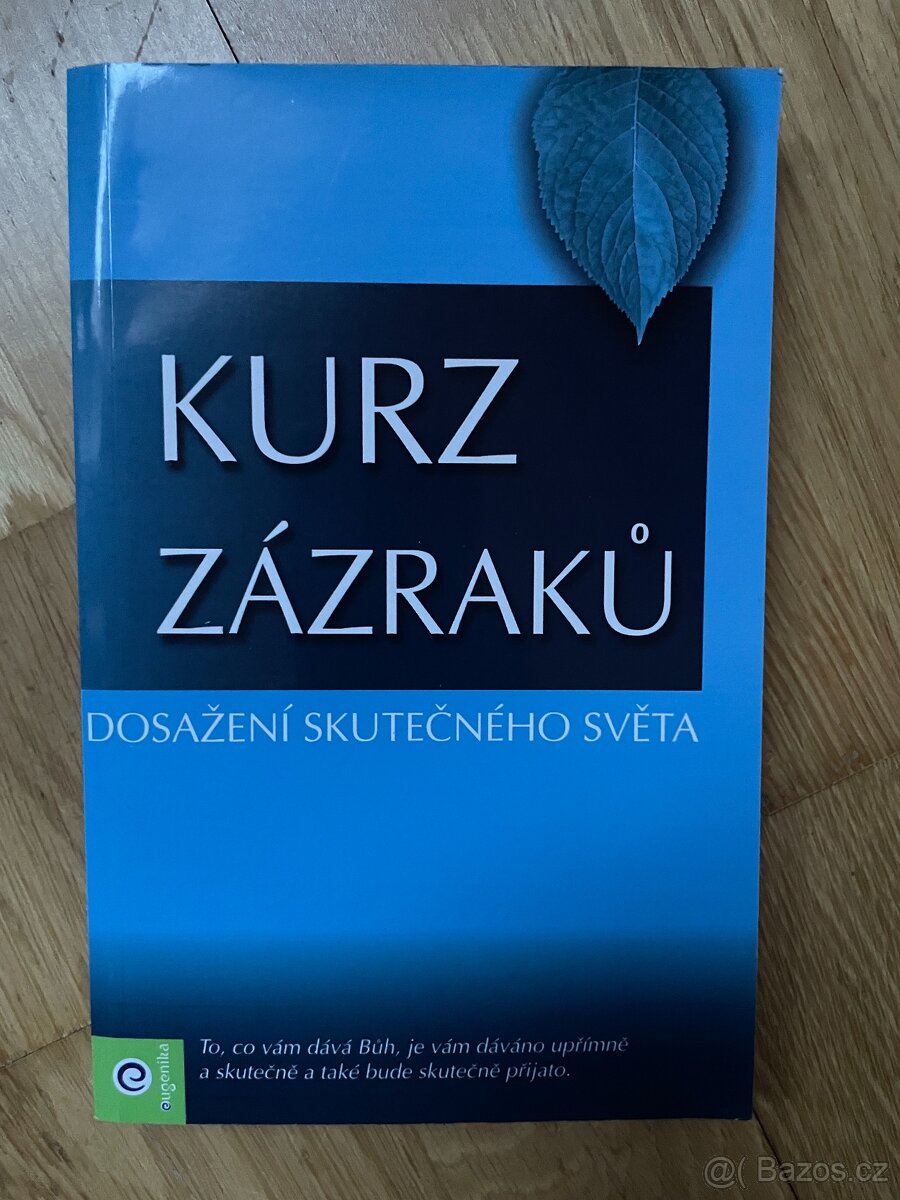 KURZ
ZÁZRAKŮ
DOSAŽENÍ SKUTEČNÉHO SVĚTA
To, co vám dává Bůh, je vám dáváno upřímně
a skutečně a také bude skutečně přijato.
eugenika
@( Bazos.cz